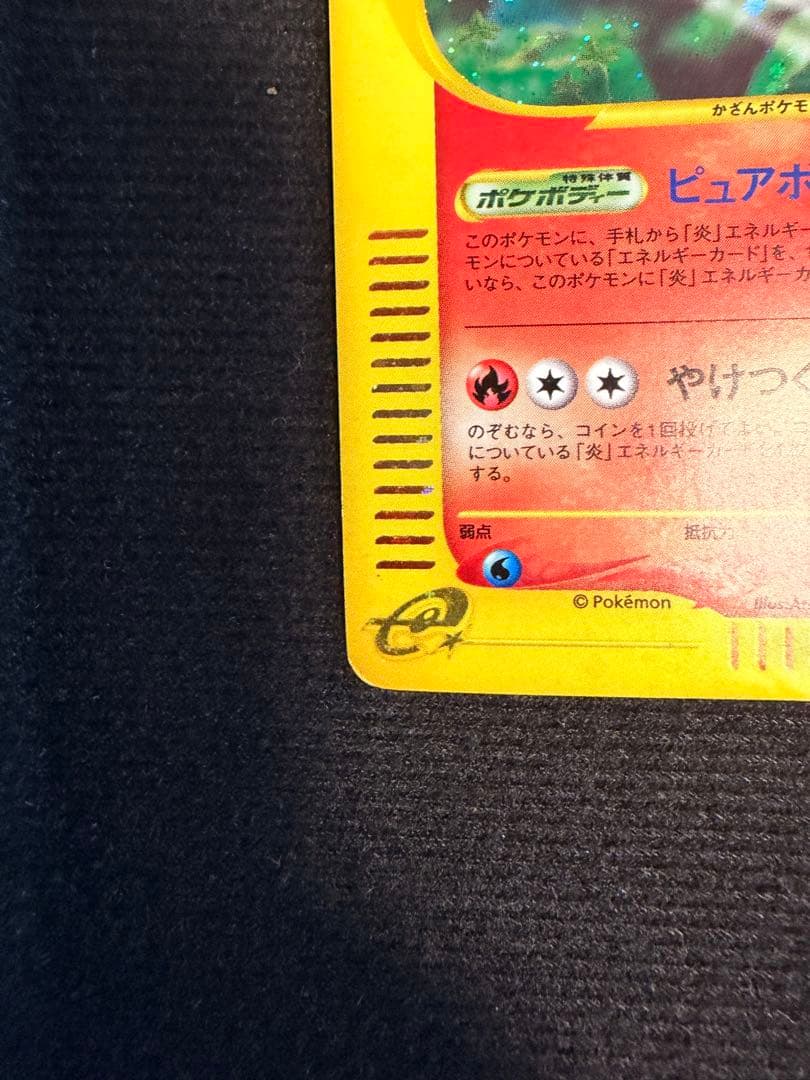 かざんポケモ
特殊体質
ポケボディー
ピュアボ
このポケモンに、手札から「炎」エネルギー
モンについている「エネルギーカード」を、
いなら、このポケモンに「炎」エネルギーカ
やけつく
のぞむなら、コインを1回投げてよい。
についている「炎」エネルギーカード
する。
弱点
抵抗力
© Pokémon
Illus. A